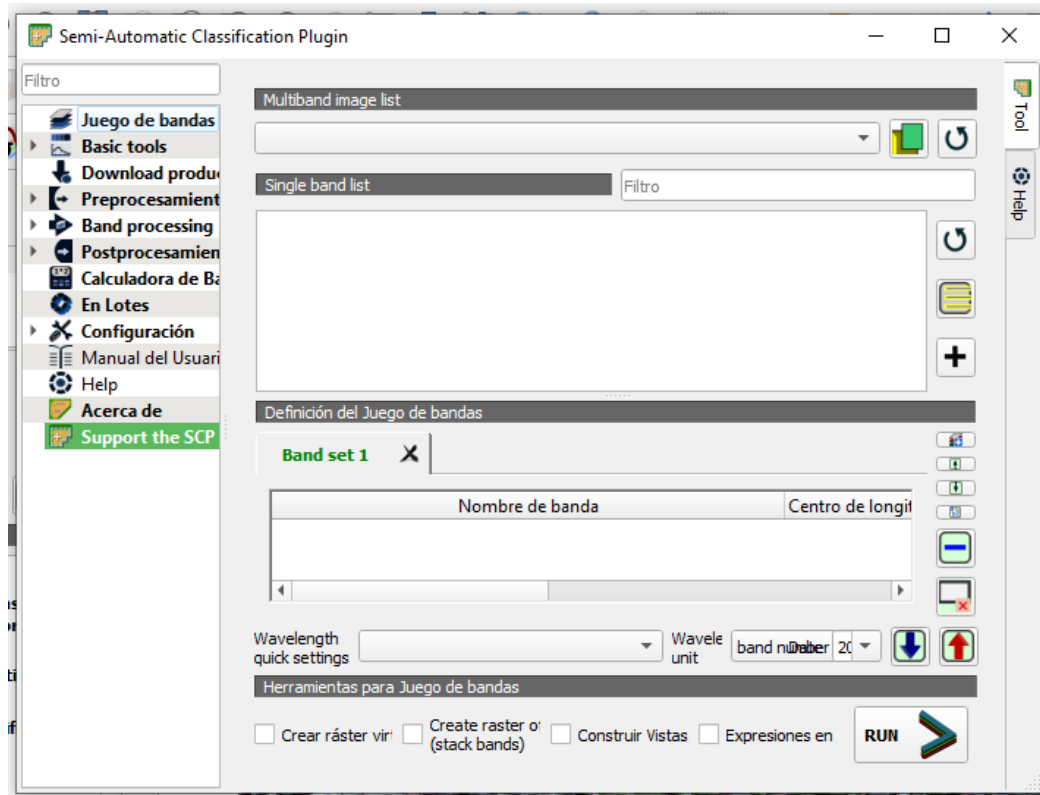 Semi-Automatic Classification Plugin
Filtro
Juego de bandas
Basic tools
Download produ
Preprocesamient
Band processing
Postprocesamien
Calculadora de Ba
En Lotes
Configuración
Manual del Usuari
Help
Acerca de
Support the SCP
Multiband image list
Single band list
Filtro
Definición del Juego de bandas
Band set 1
Nombre de banda
Centro de longit
Wavelength
quick settings
Wavele
unit
band number
20
Herramientas para Juego de bandas
Crear ráster vir
Create raster o
(stack bands)
Construir Vistas
Expresiones en
RUN
Tool
Help